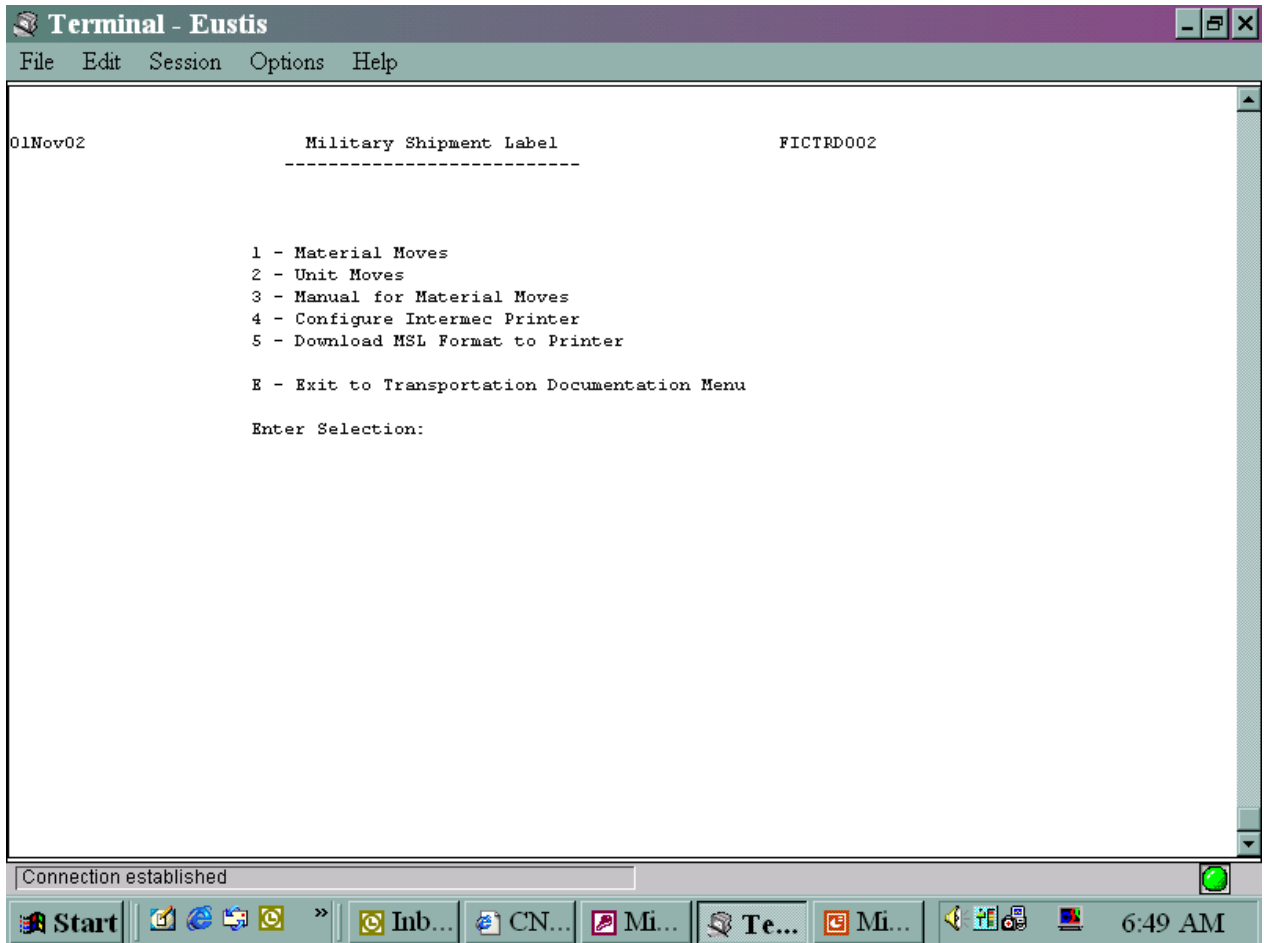 Terminal - Eustis
File Edit Session Options Help
01Nov02 Military Shipment Label FICTRD002
---------------------------
1 - Material Moves
2 - Unit Moves
3 - Manual for Material Moves
4 - Configure Intermec Printer
5 - Download MSL Format to Printer
E - Exit to Transportation Documentation Menu
Enter Selection:
Connection established
Start » Inb... CN... Mi... Te... Mi... 6:49 AM